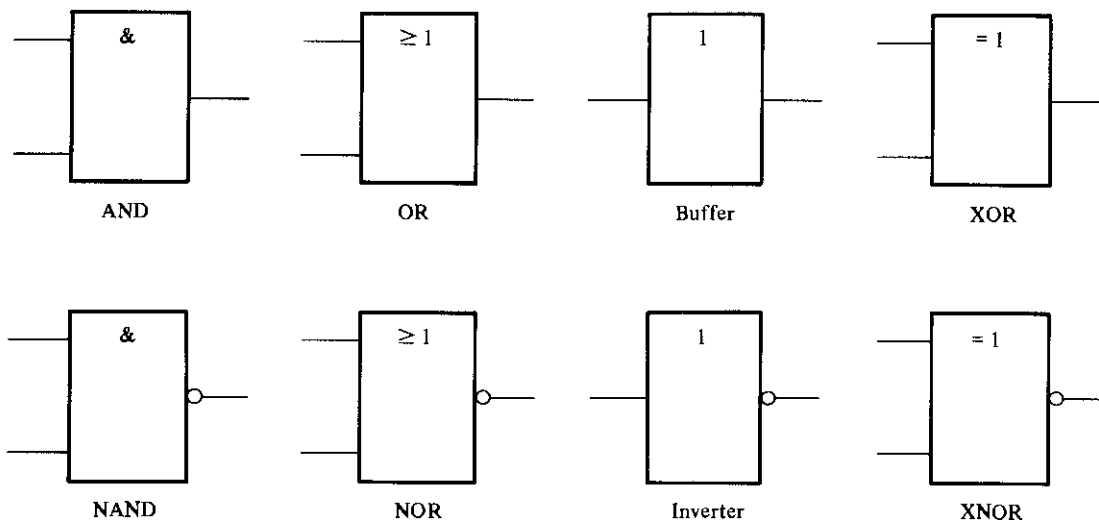 & ≥ 1 1 = 1
AND OR Buffer XOR
& ≥ 1 1 = 1
NAND NOR Inverter XNOR